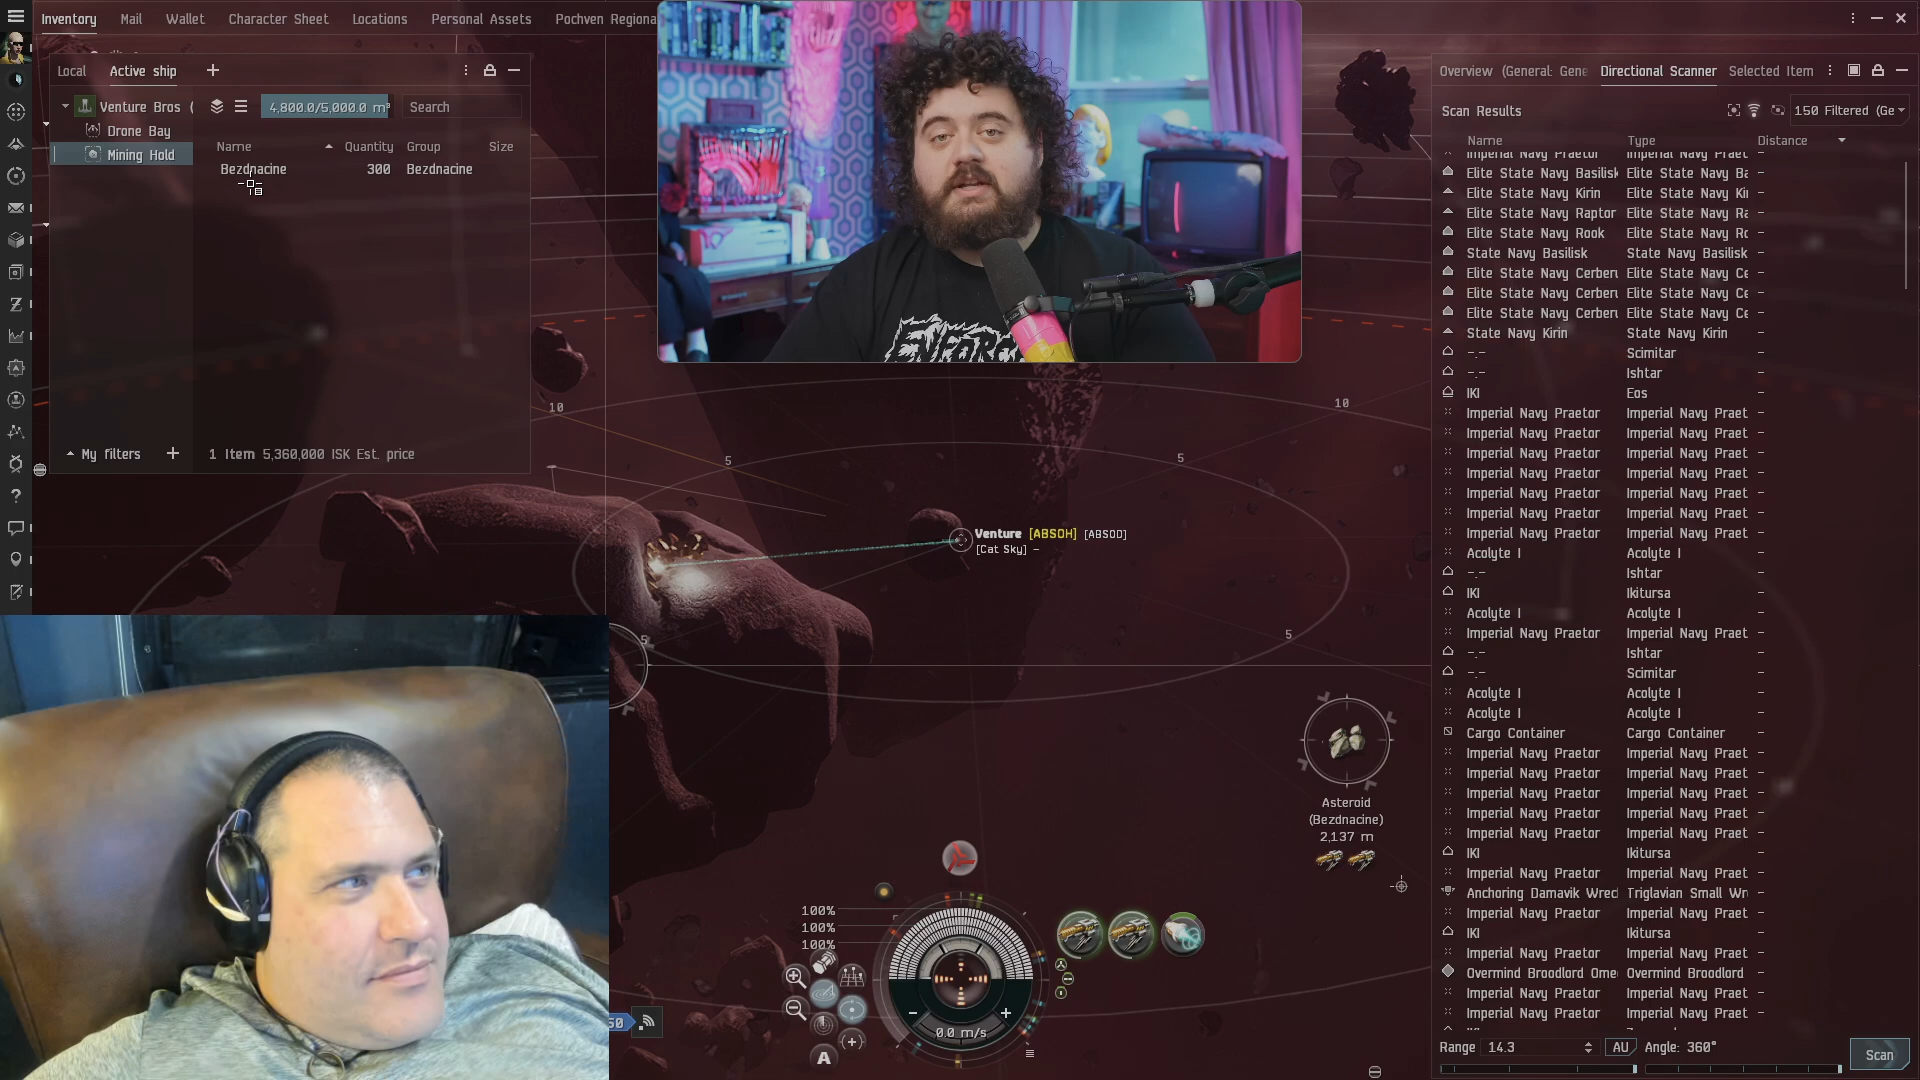 Inventory Mail Wallet Character Sheet Locations Personal Assets Pochven Regiona
Local Active ship
Venture Bros ( 4,800.0/5,000.0 m³ Search
Drone Bay
Mining Hold
Name Quantity Group Size
Bezdnacine 300 Bezdnacine
My filters 1 Item 5,360,000 ISK Est. price
ENFORC
10
10
5
5
5
5
Venture [ABSOH] [ABSOD]
[Cat Sky] –
Asteroid
(Bezdnacine)
2,137 m
100%
100%
100%
0.0 m/s
A
50
Overview (General: Gene Directional Scanner Selected Item
Scan Results 150 Filtered (Ge
Name Type Distance
Imperial Navy Praetor Imperial Navy Praet –
Elite State Navy Basilisk Elite State Navy Ba –
Elite State Navy Kirin Elite State Navy Ki –
Elite State Navy Raptor Elite State Navy Ra –
Elite State Navy Rook Elite State Navy Ro –
State Navy Basilisk State Navy Basilisk –
Elite State Navy Cerberu Elite State Navy Ce –
Elite State Navy Cerberu Elite State Navy Ce –
Elite State Navy Cerberu Elite State Navy Ce –
State Navy Kirin State Navy Kirin –
-.- Scimitar –
-.- Ishtar –
IKI Eos –
Imperial Navy Praetor Imperial Navy Praet –
Imperial Navy Praetor Imperial Navy Praet –
Imperial Navy Praetor Imperial Navy Praet –
Imperial Navy Praetor Imperial Navy Praet –
Imperial Navy Praetor Imperial Navy Praet –
Imperial Navy Praetor Imperial Navy Praet –
Imperial Navy Praetor Imperial Navy Praet –
Acolyte I Acolyte I –
-.- Ishtar –
IKI Ikitursa –
Acolyte I Acolyte I –
Imperial Navy Praetor Imperial Navy Praet –
-.- Ishtar –
-.- Scimitar –
Acolyte I Acolyte I –
Acolyte I Acolyte I –
Cargo Container Cargo Container –
Imperial Navy Praetor Imperial Navy Praet –
Imperial Navy Praetor Imperial Navy Praet –
Imperial Navy Praetor Imperial Navy Praet –
Imperial Navy Praetor Imperial Navy Praet –
Imperial Navy Praetor Imperial Navy Praet –
IKI Ikitursa –
Imperial Navy Praetor Imperial Navy Praet –
Anchoring Damavik Wrec Triglavian Small Wr –
Imperial Navy Praetor Imperial Navy Praet –
IKI Ikitursa –
Imperial Navy Praetor Imperial Navy Praet –
Overmind Broodlord Ome Overmind Broodlord –
Imperial Navy Praetor Imperial Navy Praet –
Imperial Navy Praetor Imperial Navy Praet –
Range 14.3 AU Angle: 360° Scan